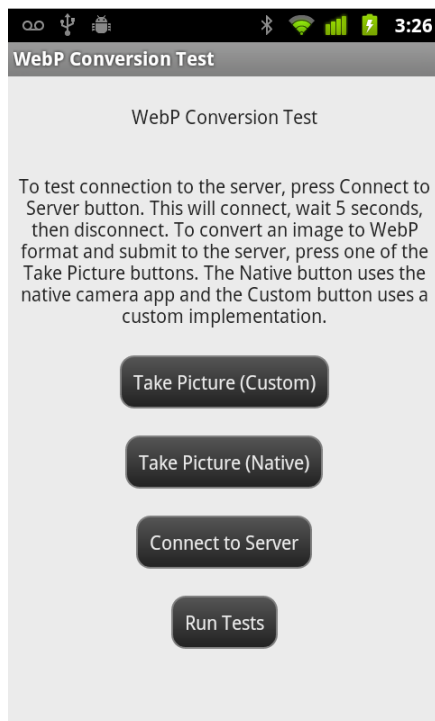 3:26
WebP Conversion Test
WebP Conversion Test
To test connection to the server, press Connect to
Server button. This will connect, wait 5 seconds,
then disconnect. To convert an image to WebP
format and submit to the server, press one of the
Take Picture buttons. The Native button uses the
native camera app and the Custom button uses a
custom implementation.
Take Picture (Custom)
Take Picture (Native)
Connect to Server
Run Tests